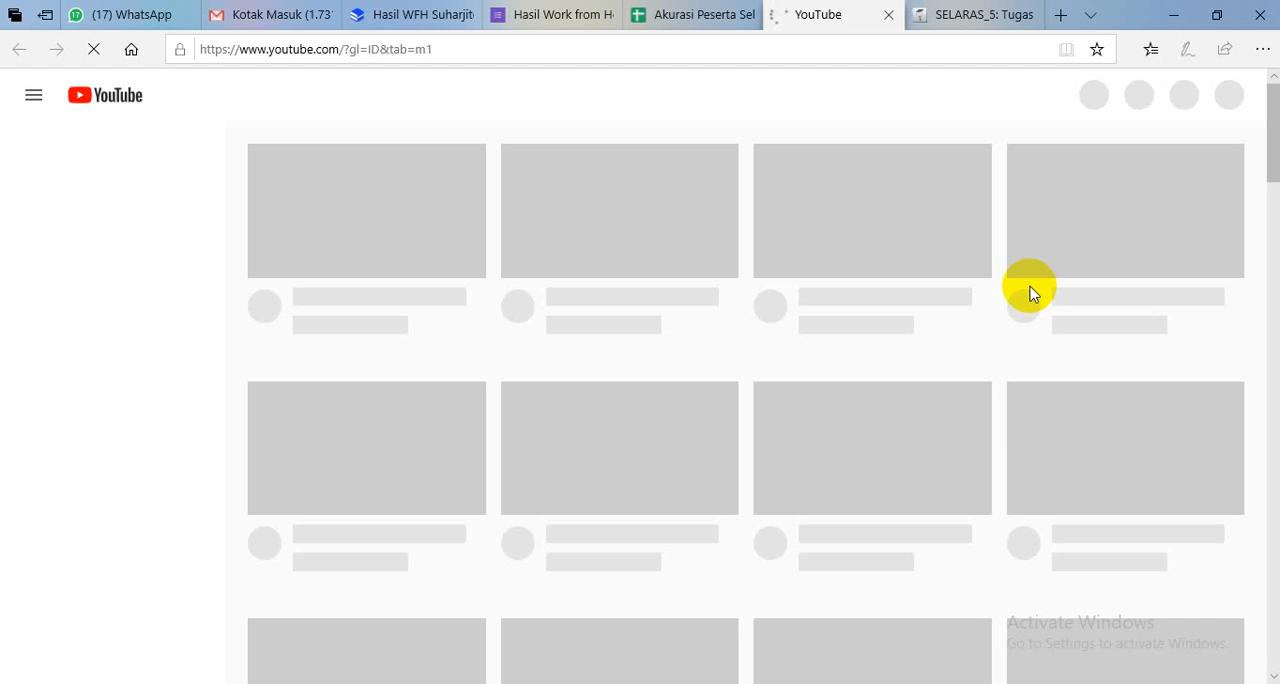 (17) WhatsApp
Kotak Masuk (1.73
Hasil WFH Suharjit
Hasil Work from H
Akurasi Peserta Sel
YouTube
SELARAS_5: Tugas
https://www.youtube.com/?gl=ID&tab=m1
YouTube
Activate Windows
Go to Settings to activate Windows.